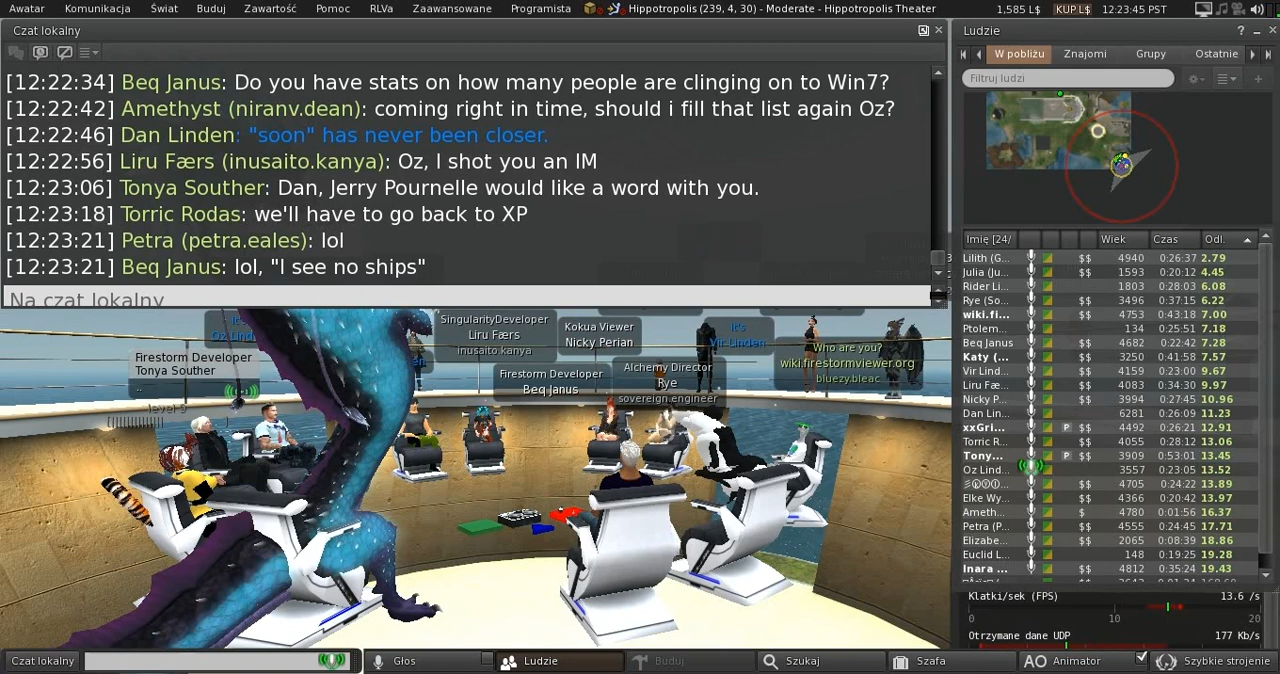 Awatar Komunikacja Świat Buduj Zawartość Pomoc RLVa Zaawansowane Programista Hippotropolis (239, 4, 30) - Moderate - Hippotropolis Theater 1,585 L$ KUP L$ 12:23:45 PST
Czat lokalny
[12:22:34] Beq Janus: Do you have stats on how many people are clinging on to Win7?
[12:22:42] Amethyst (niranv.dean): coming right in time, should i fill that list again Oz?
[12:22:46] Dan Linden: "soon" has never been closer.
[12:22:56] Liru Færs (inusaito.kanya): Oz, I shot you an IM
[12:23:06] Tonya Souther: Dan, Jerry Pournelle would like a word with you.
[12:23:18] Torric Rodas: we'll have to go back to XP
[12:23:21] Petra (petra.eales): lol
[12:23:21] Beq Janus: lol, "I see no ships"
Na czat lokalny
It's
Oz Lind
SingularityDeveloper
Liru Færs
inusaito.kanya
Kokua Viewer
Nicky Perian
It's
Vir Linden
Who are you?
wiki.firestormviewer.org
bluezy.bleac
Firestorm Developer
Tonya Souther
Firestorm Developer
Beq Janus
Alchemy Director
Rye
sovereign.engineer
level 9
Ludzie
W pobliżu Znajomi Grupy Ostatnie
Filtruj ludzi
Imię [24/ Wiek Czas Odl.
Lilith (G... $$ 4940 0:26:37 2.79
Julia (Ju... $$ 1593 0:20:12 4.45
Rider Li... 1803 0:28:03 6.08
Rye (So... $$ 3496 0:37:15 6.22
wiki.fi... $$ 4753 0:43:18 7.00
Ptolem... 134 0:25:51 7.18
Beq Janus $$ 4682 0:22:42 7.28
Katy (... $$ 3250 0:41:58 7.57
Vir Lind... $$ 4159 0:23:00 9.67
Liru Fæ... $$ 4083 0:34:30 9.97
Nicky P... $$ 3994 0:27:45 10.96
Dan Lin... 6281 0:26:09 11.23
xxGri... P $$ 4492 0:26:21 12.91
Torric R... $$ 4055 0:28:12 13.06
Tony... P $$ 3909 0:53:01 13.45
Oz Lind... 3557 0:23:05 13.52
$$ 4705 0:24:22 13.89
Elke Wy... $$ 4366 0:20:42 13.97
Ameth... $ 4780 0:01:56 16.37
Petra (P... $$ 4555 0:24:45 17.71
Elizabe... $$ 2065 0:08:39 18.86
Euclid L... 148 0:19:25 19.28
Inara ... $$ 4812 0:35:24 19.43
Klatki/sek (FPS) 13.6 /s
0 10 20
Otrzymane dane UDP 177 Kb/s
Czat lokalny Głos Ludzie Buduj Szukaj Szafa AO Animator Szybkie strojenie